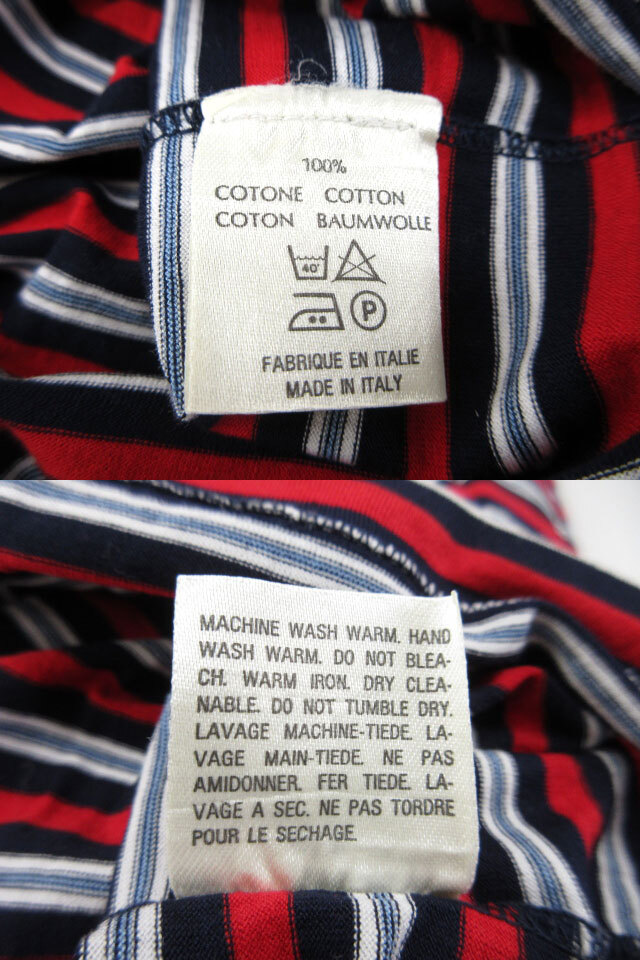 100%
COTONE COTTON
COTON BAUMWOLLE
40°
P
FABRIQUE EN ITALIE
MADE IN ITALY
MACHINE WASH WARM. HAND
WASH WARM. DO NOT BLEA-
CH. WARM IRON. DRY CLEA-
NABLE. DO NOT TUMBLE DRY.
LAVAGE MACHINE-TIEDE. LA-
VAGE MAIN-TIEDE. NE PAS
AMIDONNER. FER TIEDE. LA-
VAGE A SEC. NE PAS TORDRE
POUR LE SECHAGE.